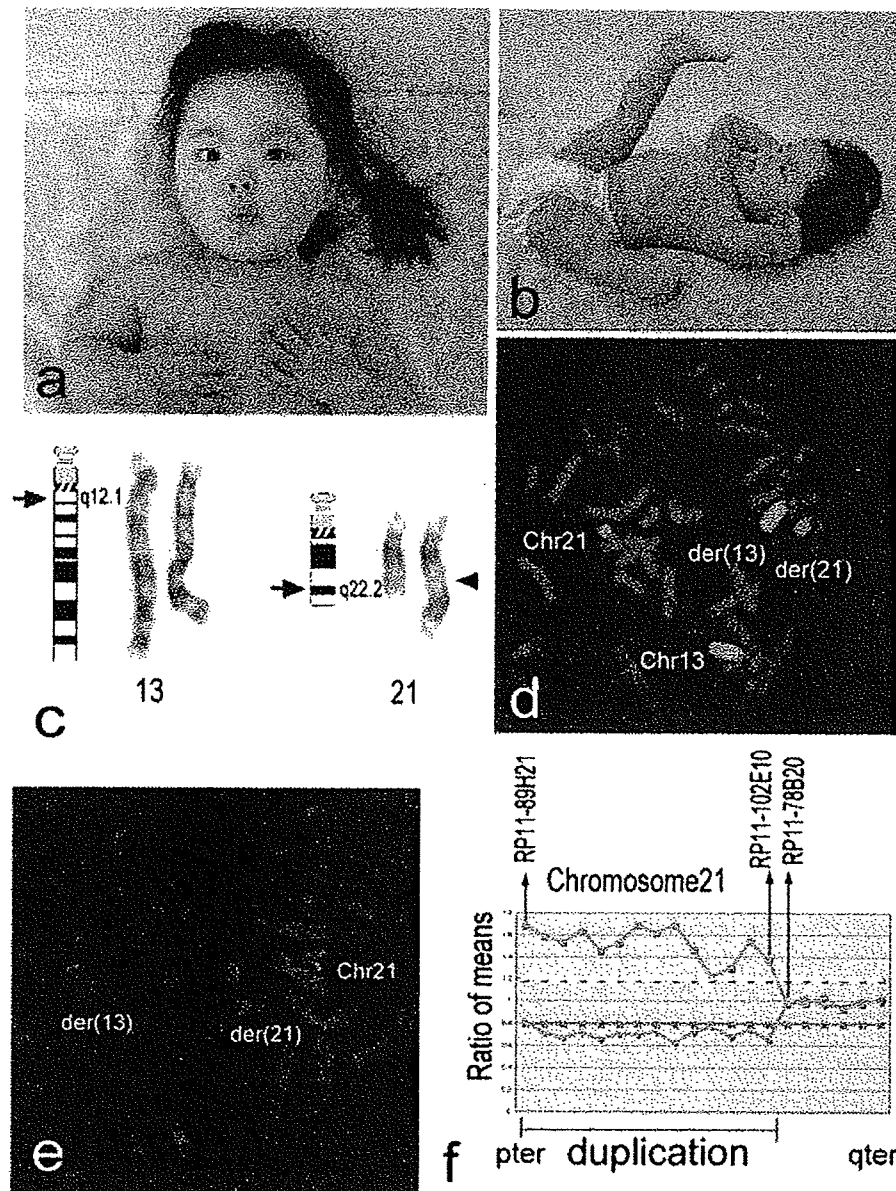 a
b
q12.1
q22.2
13
21
c
Chr21
der(13)
der(21)
Chr13
d
der(13)
der(21)
Chr21
e
RP11-89H21
RP11-102E10
RP11-78B20
Chromosome21
Ratio of means
pter duplication qter
f